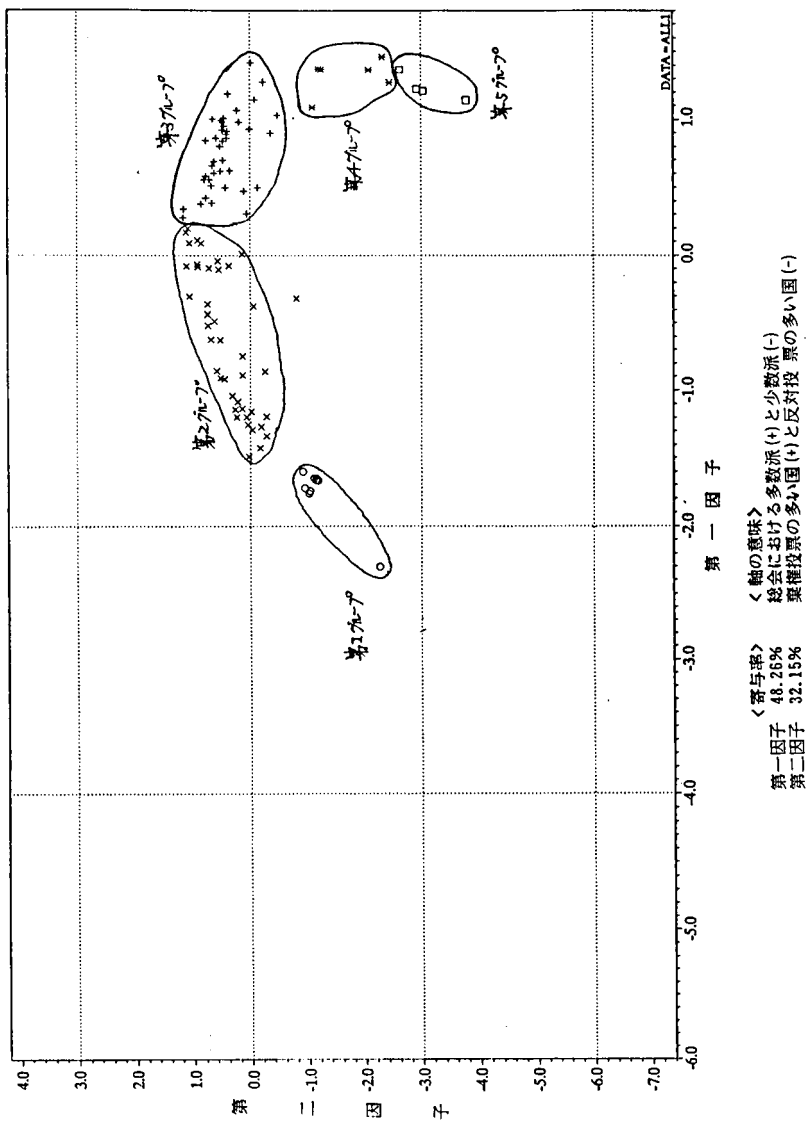 4.0
3.0
2.0
1.0
0.0
-1.0
-2.0
-3.0
-4.0
-5.0
-6.0
-7.0
第二因子
-6.0
-5.0
-4.0
-3.0
-2.0
-1.0
0.0
1.0
第一因子
第1グループ
第2グループ
第3グループ
第4グループ
第5グループ
DATA=ALL1
<寄与率> <軸の意味>
第一因子 48.26% 総会における多数派(+)と少数派(-)
第二因子 32.15% 棄権投票の多い国(+)と反対投 票の多い国(-)